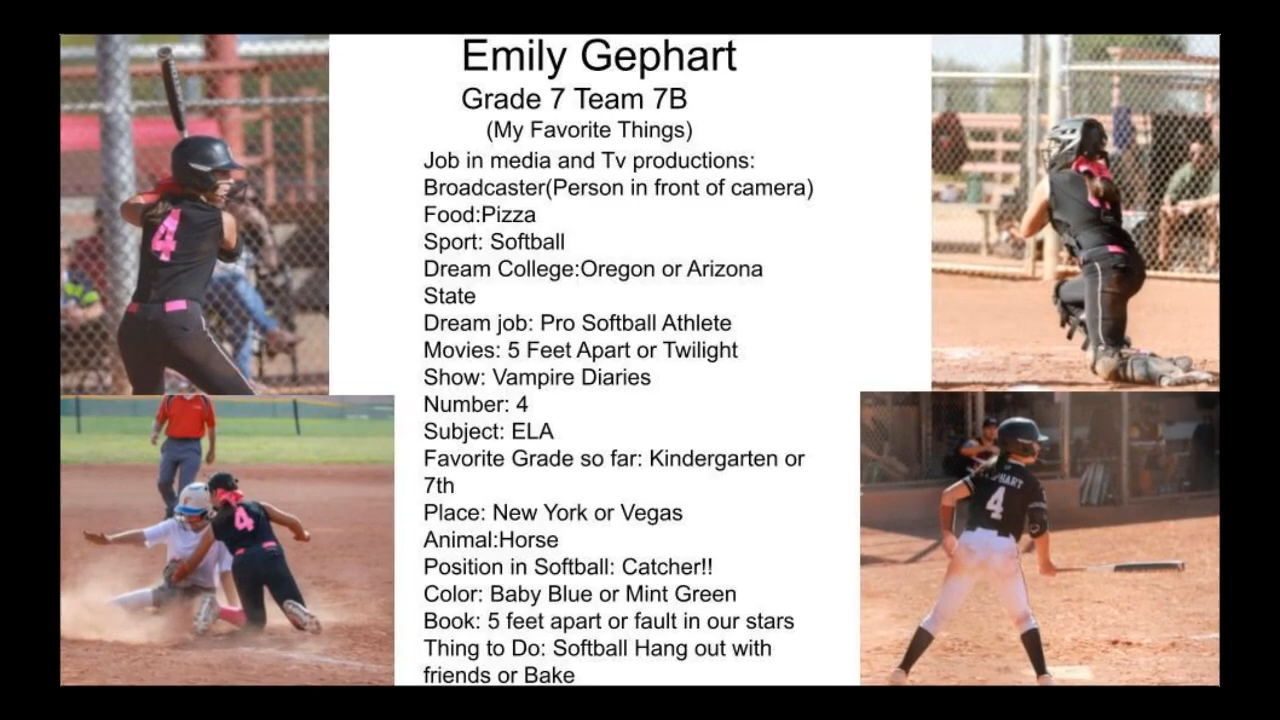 Emily Gephart
Grade 7 Team 7B
(My Favorite Things)
Job in media and Tv productions:
Broadcaster(Person in front of camera)
Food:Pizza
Sport: Softball
Dream College:Oregon or Arizona
State
Dream job: Pro Softball Athlete
Movies: 5 Feet Apart or Twilight
Show: Vampire Diaries
Number: 4
Subject: ELA
Favorite Grade so far: Kindergarten or
7th
Place: New York or Vegas
Animal:Horse
Position in Softball: Catcher!!
Color: Baby Blue or Mint Green
Book: 5 feet apart or fault in our stars
Thing to Do: Softball Hang out with
friends or Bake
4
4
4